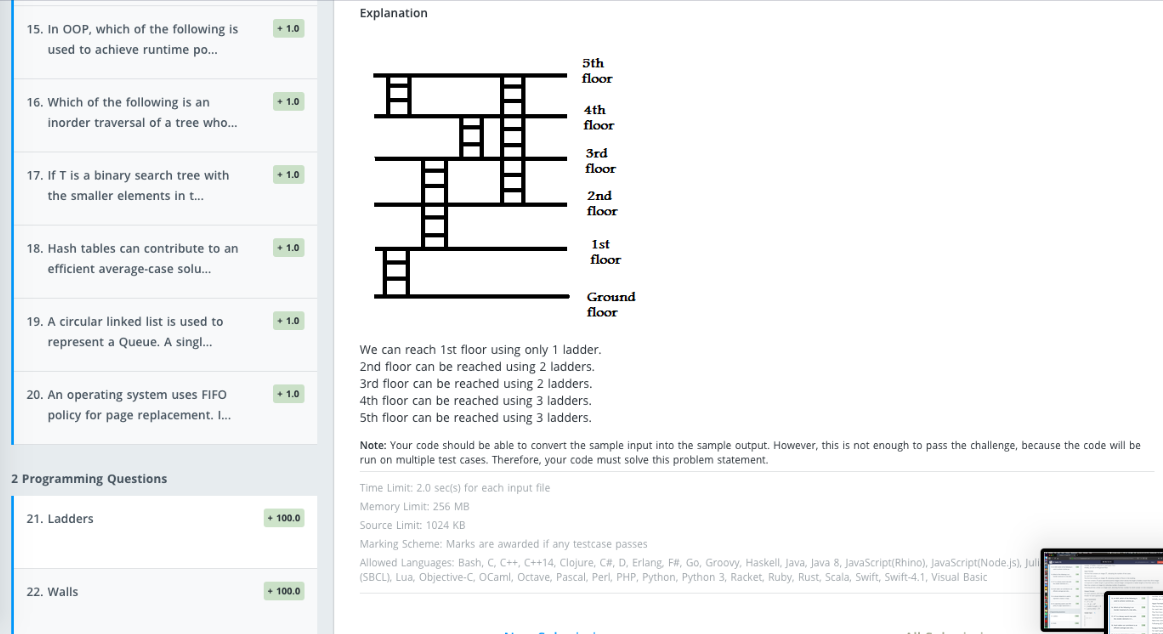 15. In OOP, which of the following is
used to achieve runtime po...
+ 1.0
16. Which of the following is an
inorder traversal of a tree who...
+ 1.0
17. If T is a binary search tree with
the smaller elements in t...
+ 1.0
18. Hash tables can contribute to an
efficient average-case solu...
+ 1.0
19. A circular linked list is used to
represent a Queue. A singl...
+ 1.0
20. An operating system uses FIFO
policy for page replacement. I...
+ 1.0
2 Programming Questions
21. Ladders
+ 100.0
22. Walls
+ 100.0
Explanation
5th
floor
4th
floor
3rd
floor
2nd
floor
1st
floor
Ground
floor
We can reach 1st floor using only 1 ladder.
2nd floor can be reached using 2 ladders.
3rd floor can be reached using 2 ladders.
4th floor can be reached using 3 ladders.
5th floor can be reached using 3 ladders.
Note: Your code should be able to convert the sample input into the sample output. However, this is not enough to pass the challenge, because the code will be
run on multiple test cases. Therefore, your code must solve this problem statement.
Time Limit: 2.0 sec(s) for each input file
Memory Limit: 256 MB
Source Limit: 1024 KB
Marking Scheme: Marks are awarded if any testcase passes
Allowed Languages: Bash, C, C++, C++14, Clojure, C#, D, Erlang, F#, Go, Groovy, Haskell, Java, Java 8, JavaScript(Rhino), JavaScript(Node.js), Juli
(SBCL), Lua, Objective-C, OCaml, Octave, Pascal, Perl, PHP, Python, Python 3, Racket, Ruby, Rust, Scala, Swift, Swift-4.1, Visual Basic